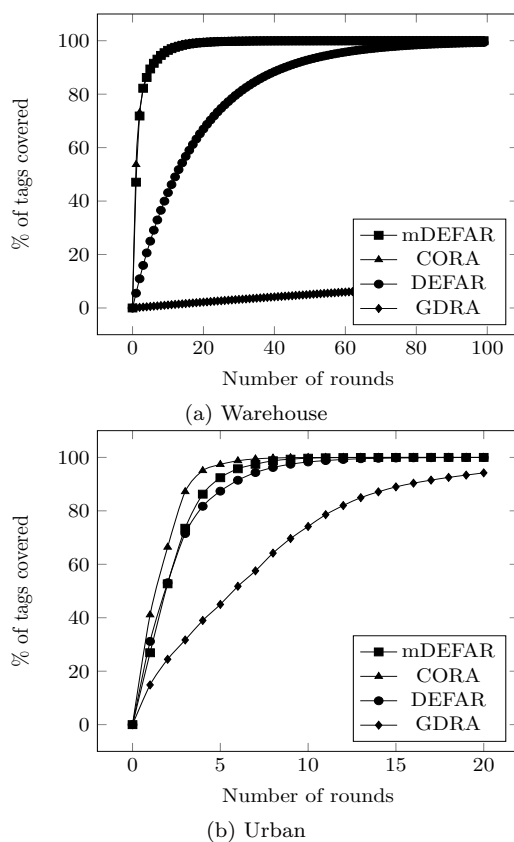 100
80
60
40
20
0
% of tags covered
mDEFAR
CORA
DEFAR
GDRA
0 20 40 60 80 100
Number of rounds
(a) Warehouse
100
80
60
40
20
0
% of tags covered
mDEFAR
CORA
DEFAR
GDRA
0 5 10 15 20
Number of rounds
(b) Urban